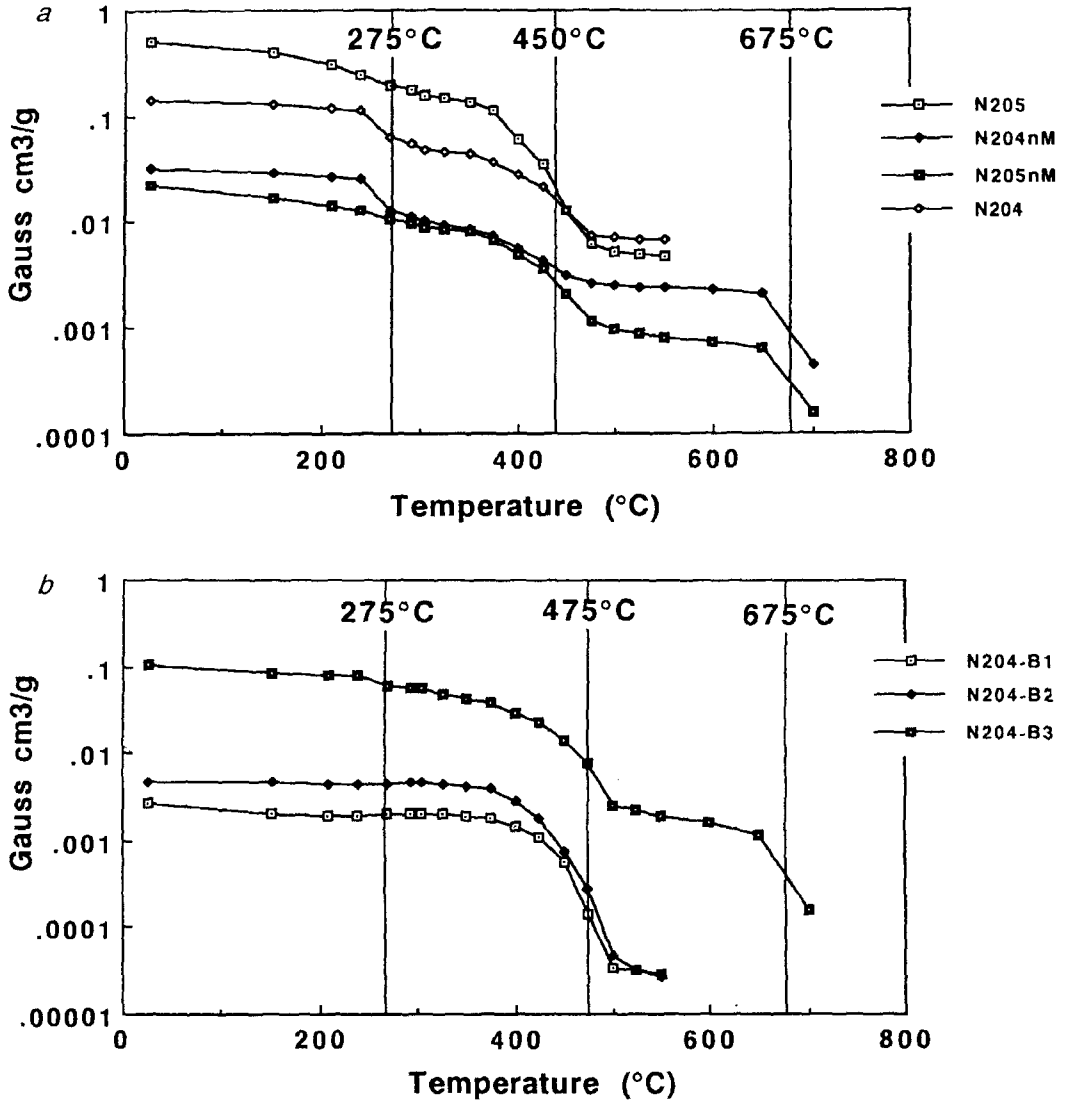 a
1
.1
.01
.001
.0001
Gauss cm3/g
275°C 450°C 675°C
N205
N204nM
N205nM
N204
0 200 400 600 800
Temperature (°C)
b
1
.1
.01
.001
.0001
.00001
Gauss cm3/g
275°C 475°C 675°C
N204-B1
N204-B2
N204-B3
0 200 400 600 800
Temperature (°C)